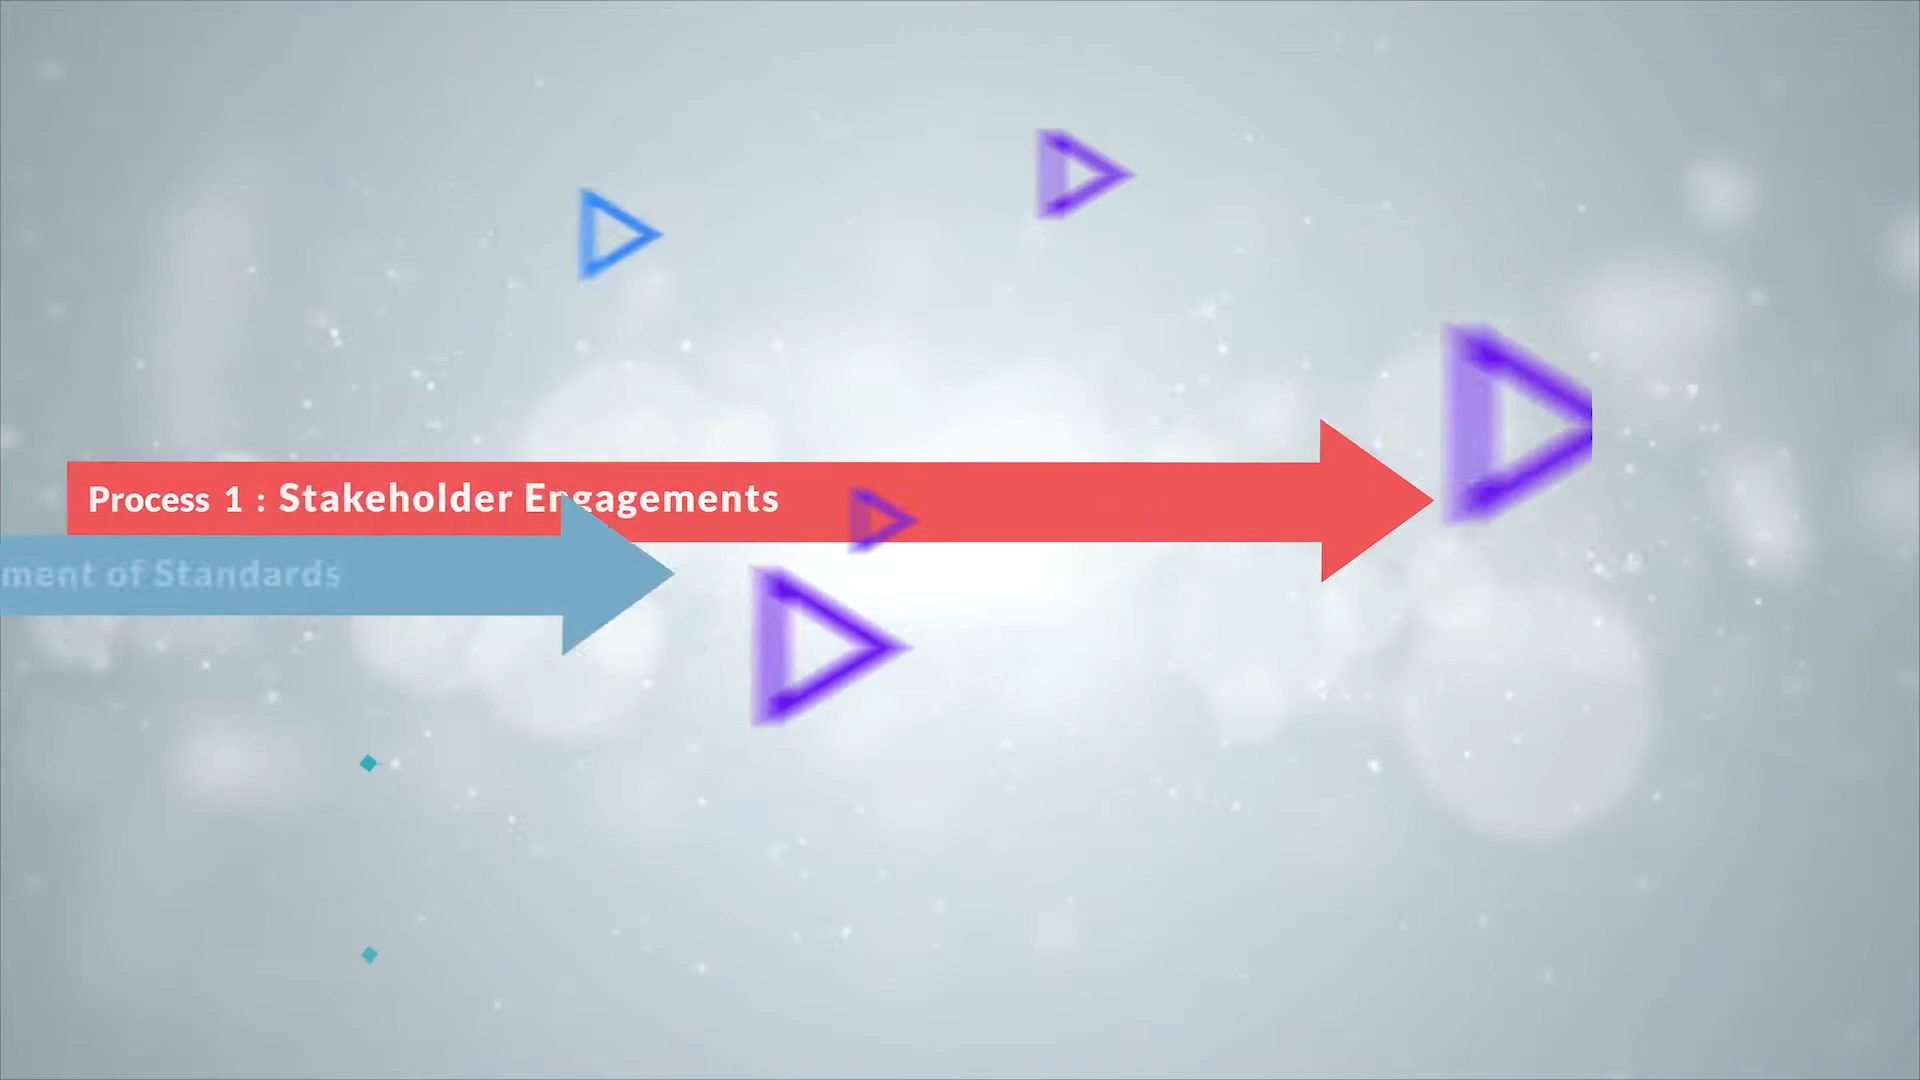 Process 1 : Stakeholder Engagements
ment of Standards